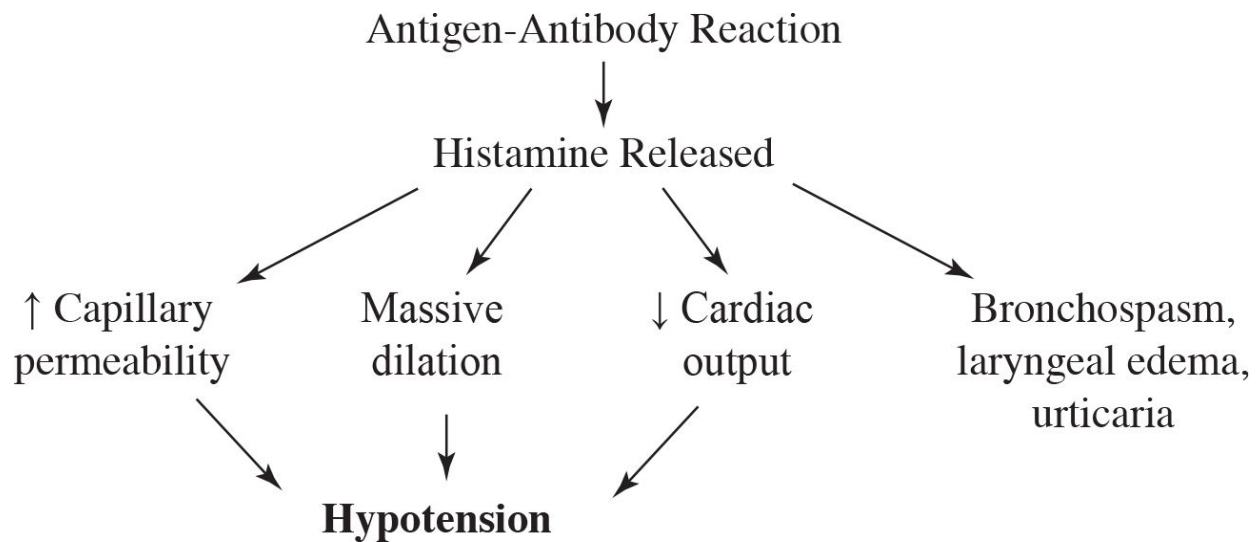 Antigen-Antibody Reaction
Histamine Released
↑ Capillary
permeability
Massive
dilation
↓ Cardiac
output
Bronchospasm,
laryngeal edema,
urticaria
Hypotension